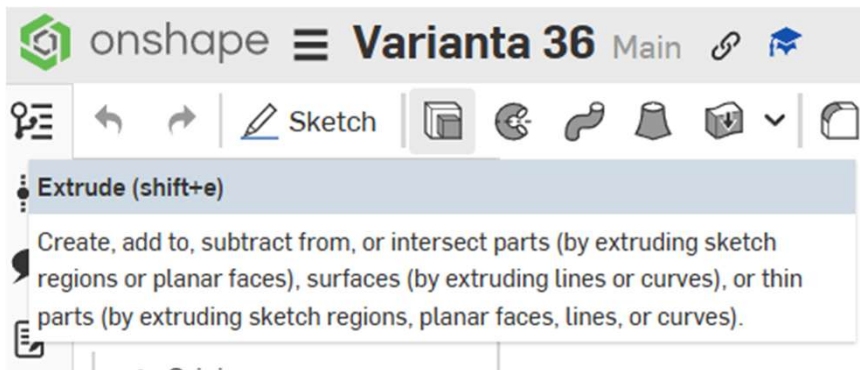 onshape Varianta 36 Main
Sketch
Extrude (shift+e)
Create, add to, subtract from, or intersect parts (by extruding sketch
regions or planar faces), surfaces (by extruding lines or curves), or thin
parts (by extruding sketch regions, planar faces, lines, or curves).